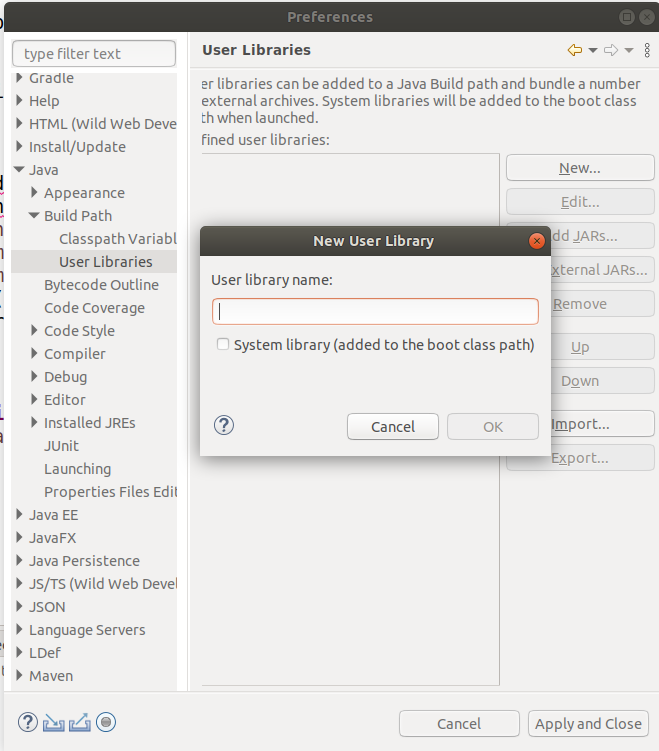 Preferences
type filter text
User Libraries
Gradle
Help
HTML (Wild Web Deve
Install/Update
Java
Appearance
Build Path
Classpath Variabl
User Libraries
Bytecode Outline
Code Coverage
Code Style
Compiler
Debug
Editor
Installed JREs
JUnit
Launching
Properties Files Edit
Java EE
JavaFX
Java Persistence
JS/TS (Wild Web Devel
JSON
Language Servers
LDef
Maven
er libraries can be added to a Java Build path and bundle a number
external archives. System libraries will be added to the boot class
th when launched.
fined user libraries:
New...
Edit...
dd JARs...
xternal JARs...
Remove
Up
Down
Import...
Export...
New User Library
User library name:
System library (added to the boot class path)
Cancel
OK
Cancel
Apply and Close